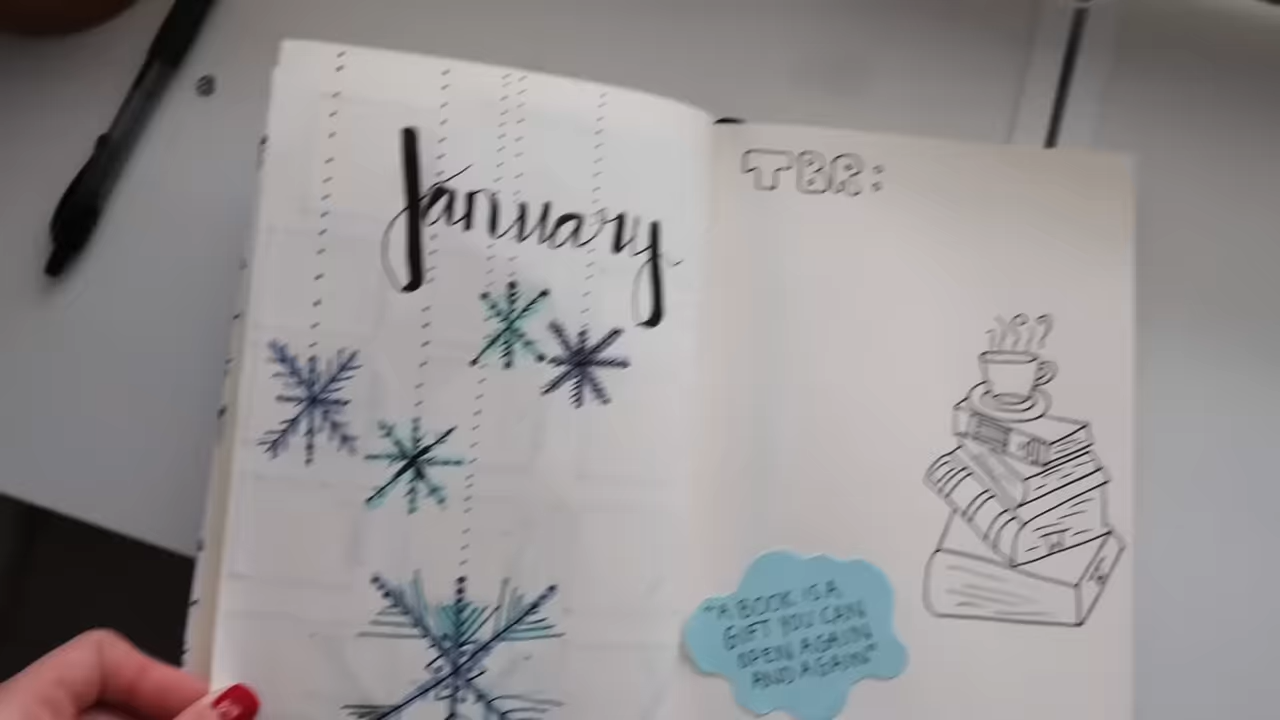 January
TBR:
"A BOOK IS A
GIFT YOU CAN
OPEN AGAIN
AND AGAIN"